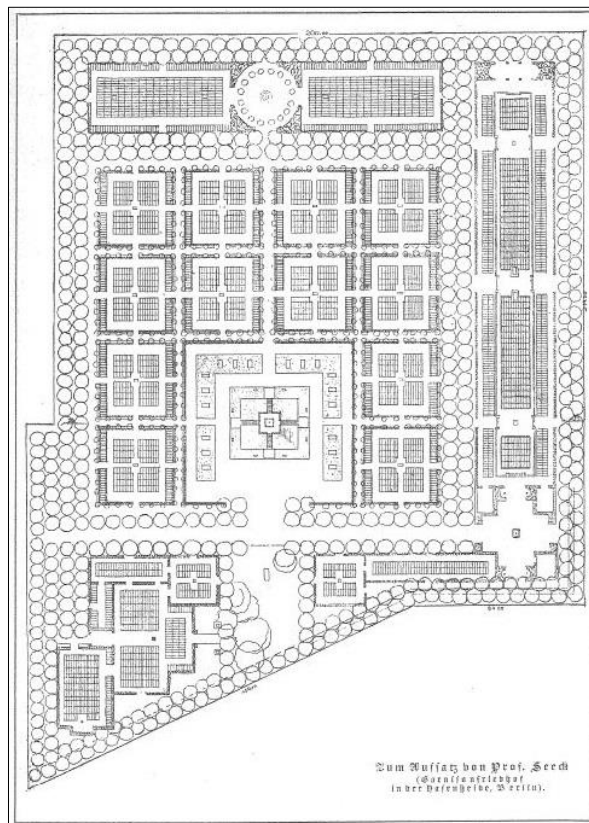 Zum Aufsatz von Prof. Seeck
(Garnisonfriedhof
in der Hasenheide, Berlin).